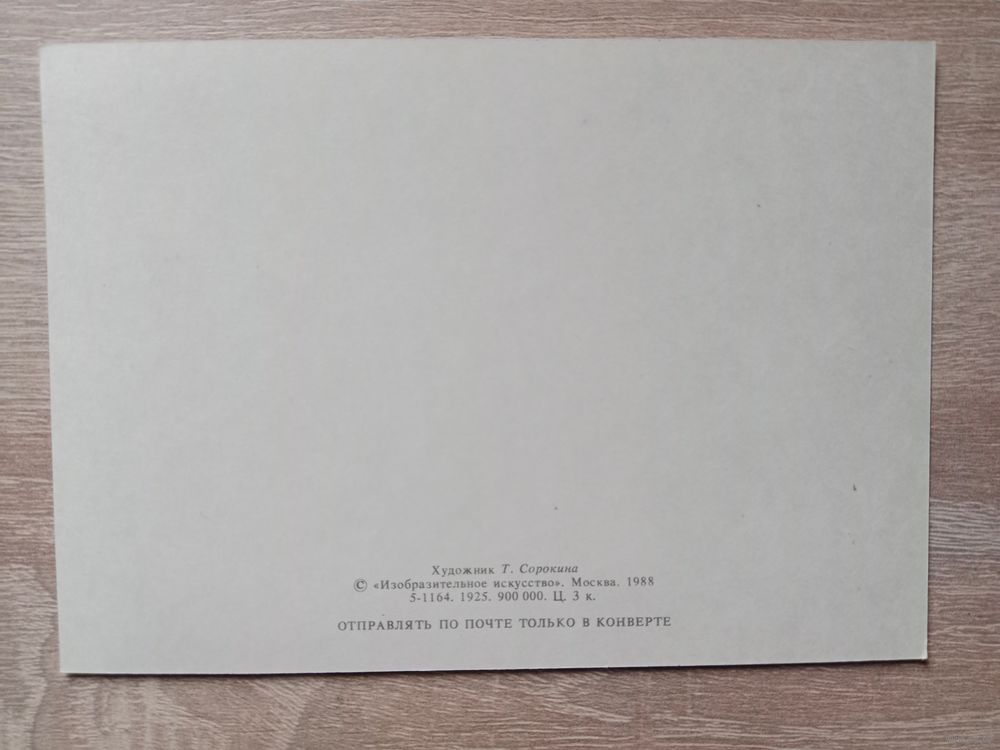 Художник Т. Сорокина
© «Изобразительное искусство». Москва. 1988
5-1164. 1925. 900 000. Ц. 3 к.
ОТПРАВЛЯТЬ ПО ПОЧТЕ ТОЛЬКО В КОНВЕРТЕ